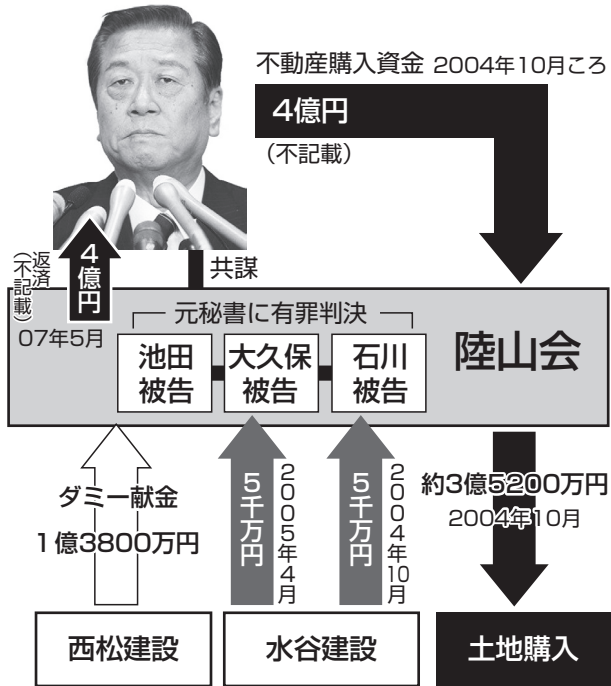 不動産購入資金 2004年10月ころ
4億円
(不記載)
4億円
返済
(不記載)
07年5月
共謀
元秘書に有罪判決
池田
被告
大久保
被告
石川
被告
陸山会
ダミー献金
1億3800万円
5千万円
2005年4月
5千万円
2004年10月
約3億5200万円
2004年10月
西松建設
水谷建設
土地購入